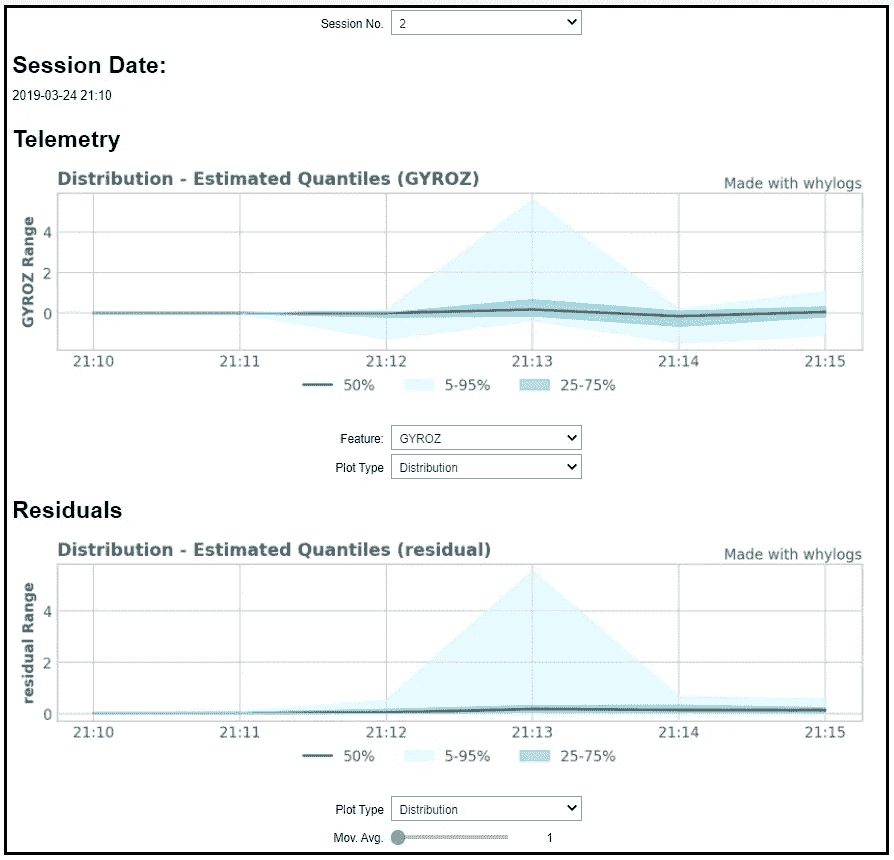 Session No. 2
Session Date:
2019-03-24 21:10
Telemetry
Distribution - Estimated Quantiles (GYROZ) Made with whylogs
GYROZ Range
4
2
0
21:10 21:11 21:12 21:13 21:14 21:15
50% 5-95% 25-75%
Feature: GYROZ
Plot Type Distribution
Residuals
Distribution - Estimated Quantiles (residual) Made with whylogs
residual Range
4
2
0
21:10 21:11 21:12 21:13 21:14 21:15
50% 5-95% 25-75%
Plot Type Distribution
Mov. Avg. 1